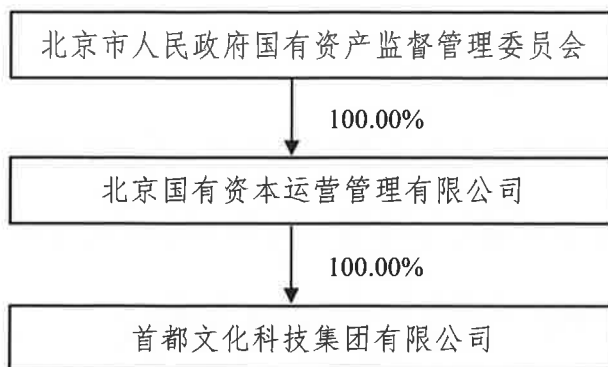 北京市人民政府国有资产监督管理委员会
100.00%
北京国有资本运营管理有限公司
100.00%
首都文化科技集团有限公司